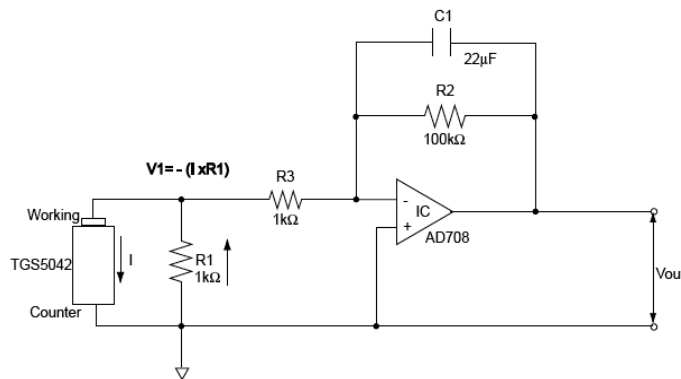 C1
22µF
R2
100kΩ
V1= - (I xR1)
R3
1kΩ
Working
-
IC
+
AD708
TGS5042
I
R1
1kΩ
Vou
Counter